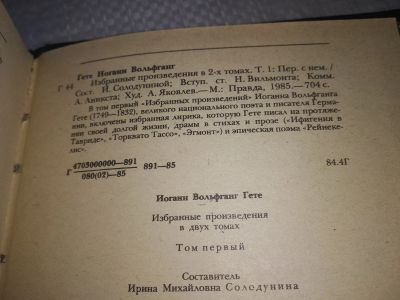 Гете Иоганн Вольфганг
Г 44 Избранные произведения в 2-х томах. Т. 1: Пер. с нем. /
Сост. И. Солодуниной; Вступ. ст. Н. Вильмонта; Комм.
А. Аникста; Худ. А. Яковлев.— М.: Правда, 1985.— 704 с.
В том первый «Избранных произведений» Иоганна Вольфганга
Гете (1749—1832), великого национального поэта и писателя Герма-
нии, включены избранная лирика, которую Гете писал на протяже-
нии своей долгой жизни, драмы в стихах и прозе («Ифигения в
Тавриде», «Торквато Тассо», «Эгмонт») и эпическая поэма «Рейнеке-
лис».
Г 4703000000—891 891—85 84.4Г
080(02)—85
Иоганн Вольфганг Гете
Избранные произведения
в двух томах
Том первый
Составитель
Ирина Михайловна Солодунина